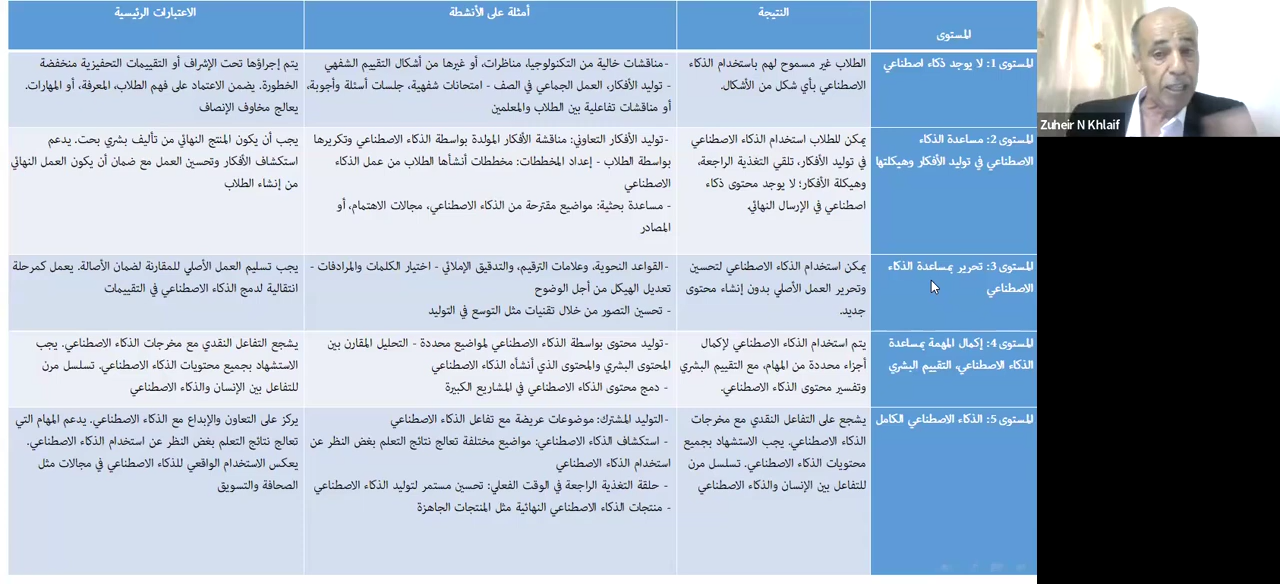 المستوى
النتيجة
أمثلة على الأنشطة
الاعتبارات الرئيسية
المستوى 1: لا يوجد ذكاء اصطناعي
الطلاب غير مسموح لهم باستخدام الذكاء
الاصطناعي بأي شكل من الأشكال.
-مناقشات خالية من التكنولوجيا، مناظرات، أو غيرها من أشكال التقييم الشفهي
- توليد الأفكار، العمل الجماعي في الصف - امتحانات شفهية، جلسات أسئلة وأجوبة،
أو مناقشات تفاعلية بين الطلاب والمعلمين
يتم إجراؤها تحت الإشراف أو التقييمات التحفيزية منخفضة
الخطورة. يضمن الاعتماد على فهم الطلاب، المعرفة، أو المهارات.
يعالج مخاوف الإنصاف
المستوى 2: مساعدة الذكاء
الاصطناعي في توليد الأفكار وهيكلتها
يمكن للطلاب استخدام الذكاء الاصطناعي
في توليد الأفكار، تلقي التغذية الراجعة،
وهيكلة الأفكار؛ لا يوجد محتوى ذكاء
اصطناعي في الإرسال النهائي.
-توليد الأفكار التعاوني: مناقشة الأفكار المولدة بواسطة الذكاء الاصطناعي وتكريرها
بواسطة الطلاب - إعداد المخططات: مخططات أنشأها الطلاب من عمل الذكاء
الاصطناعي
- مساعدة بحثية: مواضيع مقترحة من الذكاء الاصطناعي، مجالات الاهتمام، أو
المصادر
يجب أن يكون المنتج النهائي من تأليف بشري بحت. يدعم
استكشاف الأفكار وتحسين العمل مع ضمان أن يكون العمل النهائي
من إنشاء الطلاب
المستوى 3: تحرير بمساعدة الذكاء
الاصطناعي
يمكن استخدام الذكاء الاصطناعي لتحسين
وتحرير العمل الأصلي بدون إنشاء محتوى
جديد.
-القواعد النحوية، وعلامات الترقيم، والتدقيق الإملائي - اختيار الكلمات والمرادفات -
تعديل الهيكل من أجل الوضوح
- تحسين التصور من خلال تقنيات مثل التوسع في التوليد
يجب تسليم العمل الأصلي للمقارنة لضمان الأصالة. يعمل كمرحلة
انتقالية لدمج الذكاء الاصطناعي في التقييمات
المستوى 4: إكمال المهمة بمساعدة
الذكاء الاصطناعي، التقييم البشري
يتم استخدام الذكاء الاصطناعي لإكمال
أجزاء محددة من المهام، مع التقييم البشري
وتفسير محتوى الذكاء الاصطناعي.
-توليد محتوى بواسطة الذكاء الاصطناعي لمواضيع محددة - التحليل المقارن بين
المحتوى البشري والمحتوى الذي أنشأه الذكاء الاصطناعي
- دمج محتوى الذكاء الاصطناعي في المشاريع الكبيرة
يشجع التفاعل النقدي مع مخرجات الذكاء الاصطناعي. يجب
الاستشهاد بجميع محتويات الذكاء الاصطناعي. تسلسل مرن
للتفاعل بين الإنسان والذكاء الاصطناعي
المستوى 5: الذكاء الاصطناعي الكامل
يشجع على التفاعل النقدي مع مخرجات
الذكاء الاصطناعي. يجب الاستشهاد بجميع
محتويات الذكاء الاصطناعي. تسلسل مرن
للتفاعل بين الإنسان والذكاء الاصطناعي
-التوليد المشترك: موضوعات عريضة مع تفاعل الذكاء الاصطناعي
- استكشاف الذكاء الاصطناعي: مواضيع مختلفة تعالج نتائج التعلم بغض النظر عن
استخدام الذكاء الاصطناعي
- حلقة التغذية الراجعة في الوقت الفعلي: تحسين مستمر لتوليد الذكاء الاصطناعي
- منتجات الذكاء الاصطناعي النهائية مثل المنتجات الجاهزة
يركز على التعاون والإبداع مع الذكاء الاصطناعي. يدعم المهام التي
تعالج نتائج التعلم بغض النظر عن استخدام الذكاء الاصطناعي.
يعكس الاستخدام الواقعي للذكاء الاصطناعي في مجالات مثل
الصحافة والتسويق
Zuheir N Khlaif